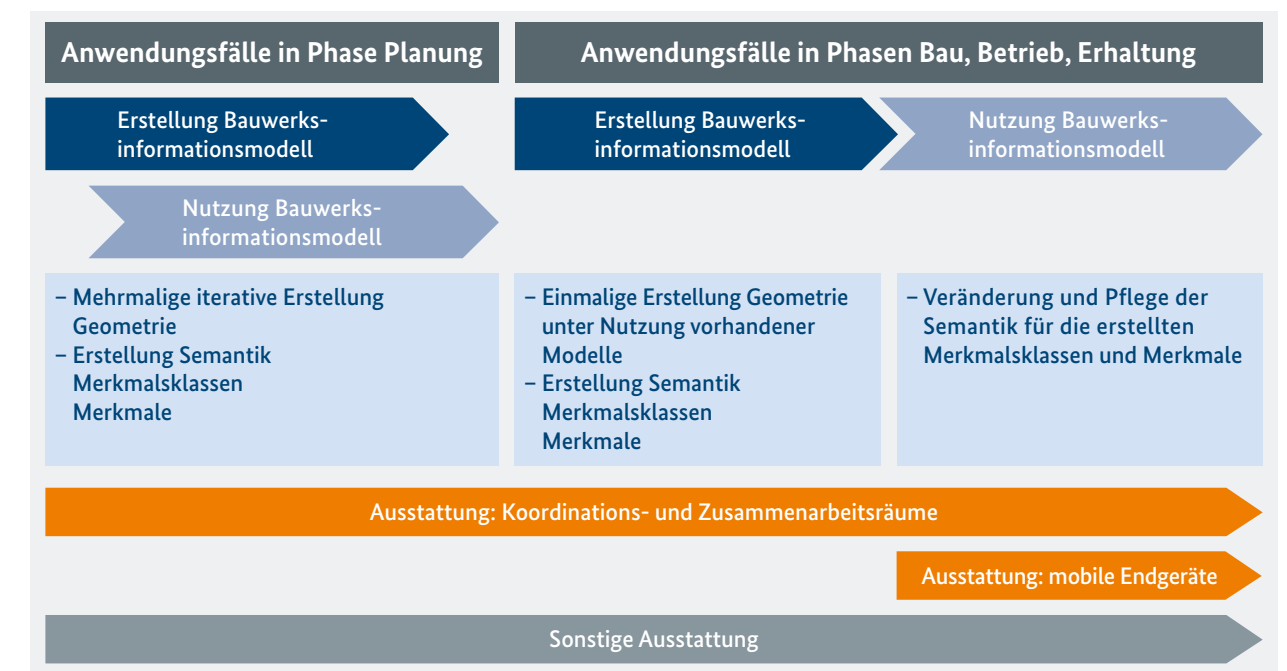 Anwendungsfälle in Phase Planung
Anwendungsfälle in Phasen Bau, Betrieb, Erhaltung
Erstellung Bauwerks-
informationsmodell
Erstellung Bauwerks-
informationsmodell
Nutzung Bauwerks-
informationsmodell
Nutzung Bauwerks-
informationsmodell
– Mehrmalige iterative Erstellung
Geometrie
– Erstellung Semantik
Merkmalsklassen
Merkmale
– Einmalige Erstellung Geometrie
unter Nutzung vorhandener
Modelle
– Erstellung Semantik
Merkmalsklassen
Merkmale
– Veränderung und Pflege der
Semantik für die erstellten
Merkmalsklassen und Merkmale
Ausstattung: Koordinations- und Zusammenarbeitsräume
Ausstattung: mobile Endgeräte
Sonstige Ausstattung